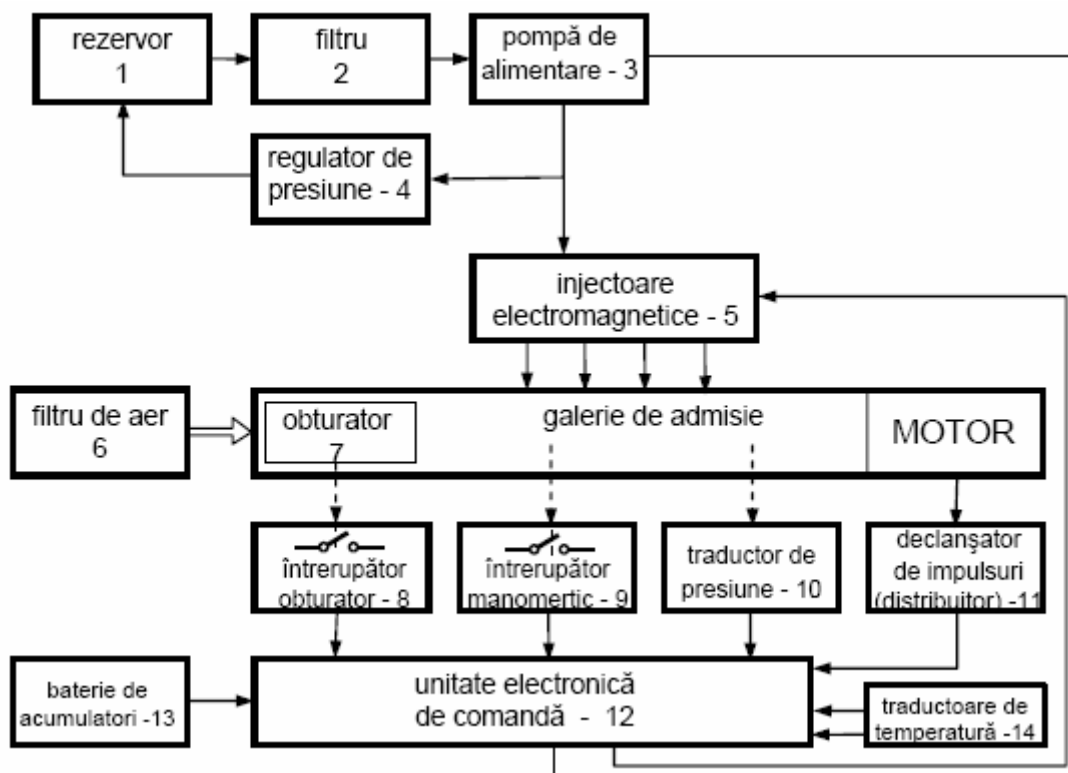 rezervor
1
filtru
2
pompă de
alimentare - 3
regulator de
presiune - 4
injectoare
electromagnetice - 5
filtru de aer
6
obturator
7
galerie de admisie
MOTOR
întrerupător
obturator - 8
întrerupător
manomertic - 9
traductor de
presiune - 10
declanşator
de impulsuri
(distribuitor) -11
baterie de
acumulatori -13
unitate electronică
de comandă - 12
traductoare de
temperatură -14